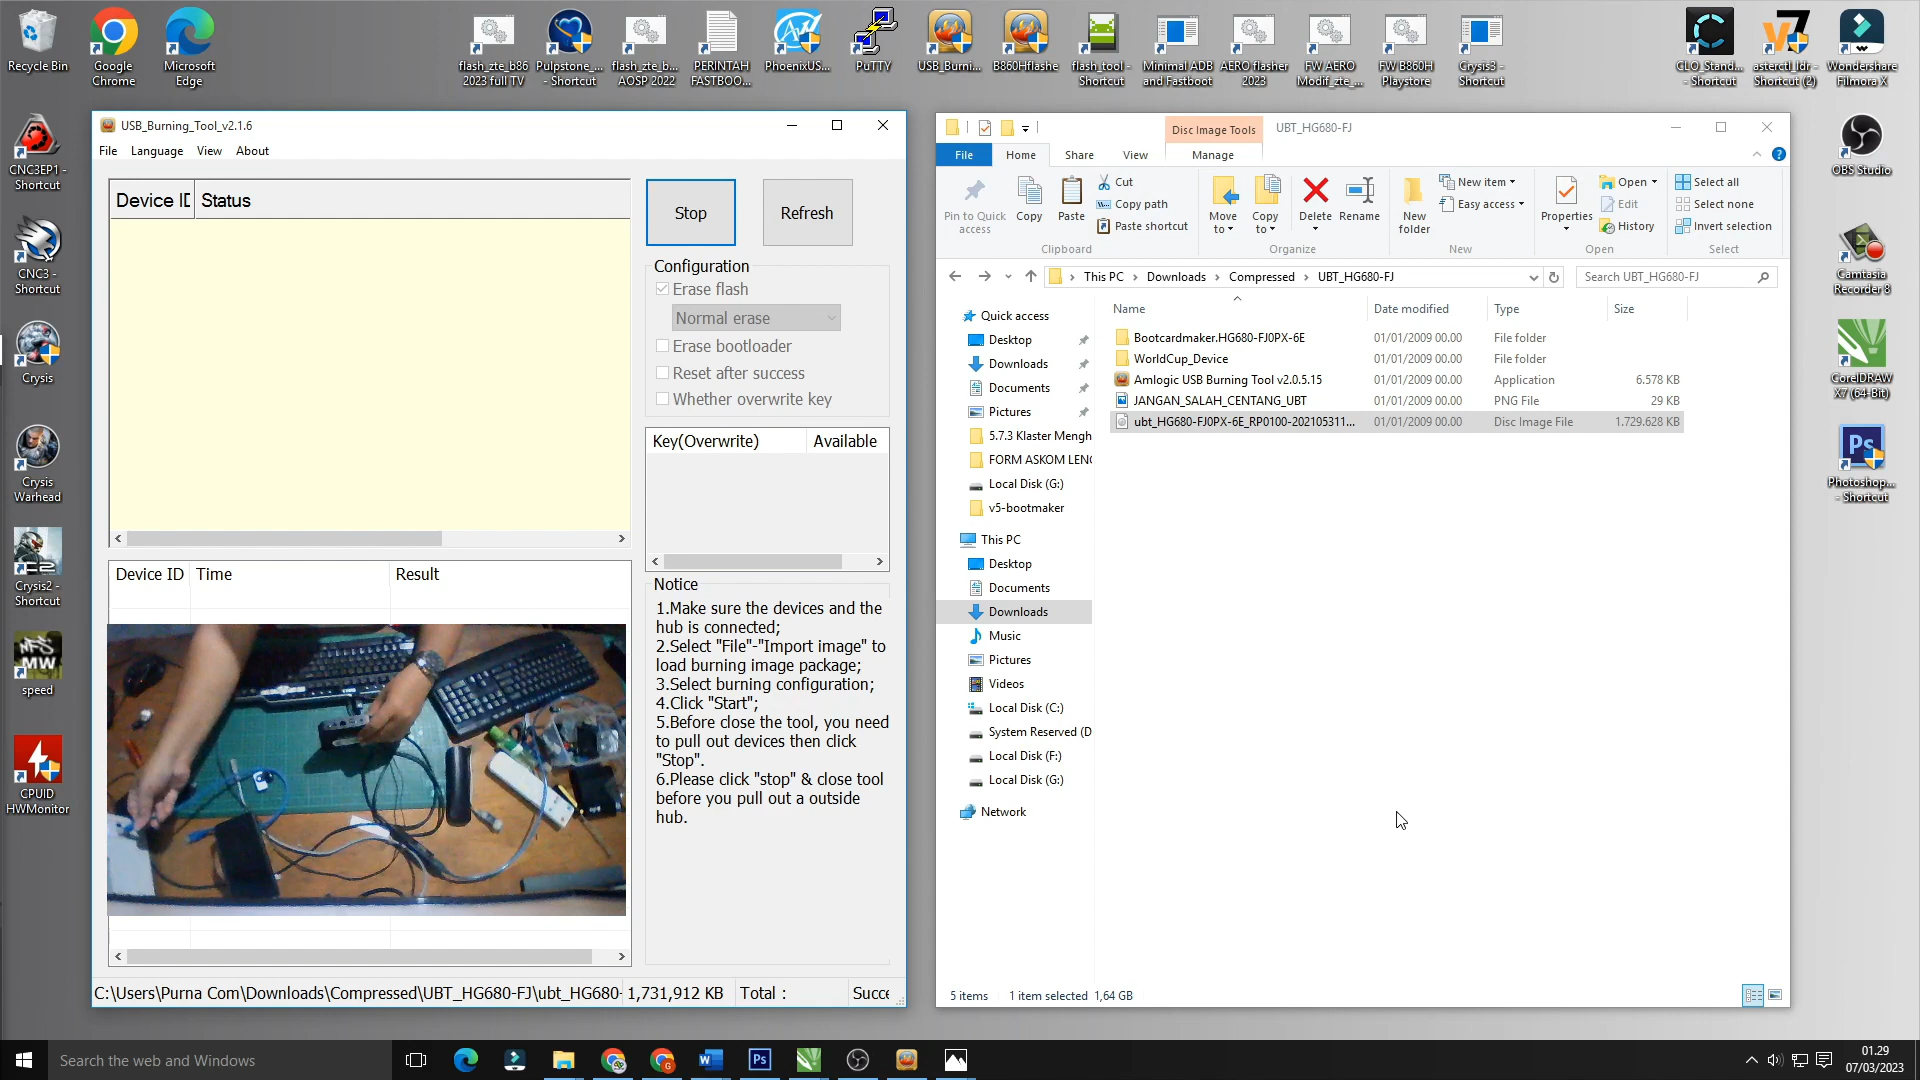 Recycle Bin
Google
Chrome
Microsoft
Edge
flash_zte_b86
2023 full TV
Pulpstone_...
- Shortcut
flash_zte_b...
AOSP 2022
PERINTAH
FASTBOO...
PhoenixUS...
PuTTY
USB_Burni...
B860Hflashe
flash_tool -
Shortcut
Minimal ADB
and Fastboot
AERO flasher
2023
FW AERO
Modif_zte_...
FW B860H
Playstore
Crysis3 -
Shortcut
CLO_Stand...
- Shortcut
asterctl_ldr -
Shortcut (2)
Wondershare
Filmora X
CNC3EP1 -
Shortcut
CNC3 -
Shortcut
Crysis
Crysis
Warhead
Crysis2 -
Shortcut
speed
CPUID
HWMonitor
OBS Studio
Camtasia
Recorder 8
CorelDRAW
X7 (64-Bit)
Photoshop...
- Shortcut
USB_Burning_Tool_v2.1.6
File Language View About
Device ID Status
Stop
Refresh
Configuration
Erase flash
Normal erase
Erase bootloader
Reset after success
Whether overwrite key
Key(Overwrite) Available
Device ID Time Result
Notice
1.Make sure the devices and the
hub is connected;
2.Select "File"-"Import image" to
load burning image package;
3.Select burning configuration;
4.Click "Start";
5.Before close the tool, you need
to pull out devices then click
"Stop".
6.Please click "stop" & close tool
before you pull out a outside
hub.
C:\Users\Purna Com\Downloads\Compressed\UBT_HG680-FJ\ubt_HG680- 1,731,912 KB Total : Succe
Disc Image Tools UBT_HG680-FJ
File Home Share View Manage
Pin to Quick
access
Copy
Paste
Cut
Copy path
Paste shortcut
Clipboard
Move
to
Copy
to
Delete
Rename
Organize
New
folder
New item
Easy access
New
Properties
Open
Edit
History
Open
Select all
Select none
Invert selection
Select
This PC Downloads Compressed UBT_HG680-FJ
Search UBT_HG680-FJ
Quick access
Desktop
Downloads
Documents
Pictures
5.7.3 Klaster Mengh
FORM ASKOM LENG
Local Disk (G:)
v5-bootmaker
This PC
Desktop
Documents
Downloads
Music
Pictures
Videos
Local Disk (C:)
System Reserved (D
Local Disk (F:)
Local Disk (G:)
Network
Name Date modified Type Size
Bootcardmaker.HG680-FJ0PX-6E 01/01/2009 00.00 File folder
WorldCup_Device 01/01/2009 00.00 File folder
Amlogic USB Burning Tool v2.0.5.15 01/01/2009 00.00 Application 6.578 KB
JANGAN_SALAH_CENTANG_UBT 01/01/2009 00.00 PNG File 29 KB
ubt_HG680-FJ0PX-6E_RP0100-202105311... 01/01/2009 00.00 Disc Image File 1.729.628 KB
5 items 1 item selected 1,64 GB
Search the web and Windows
01.29
07/03/2023